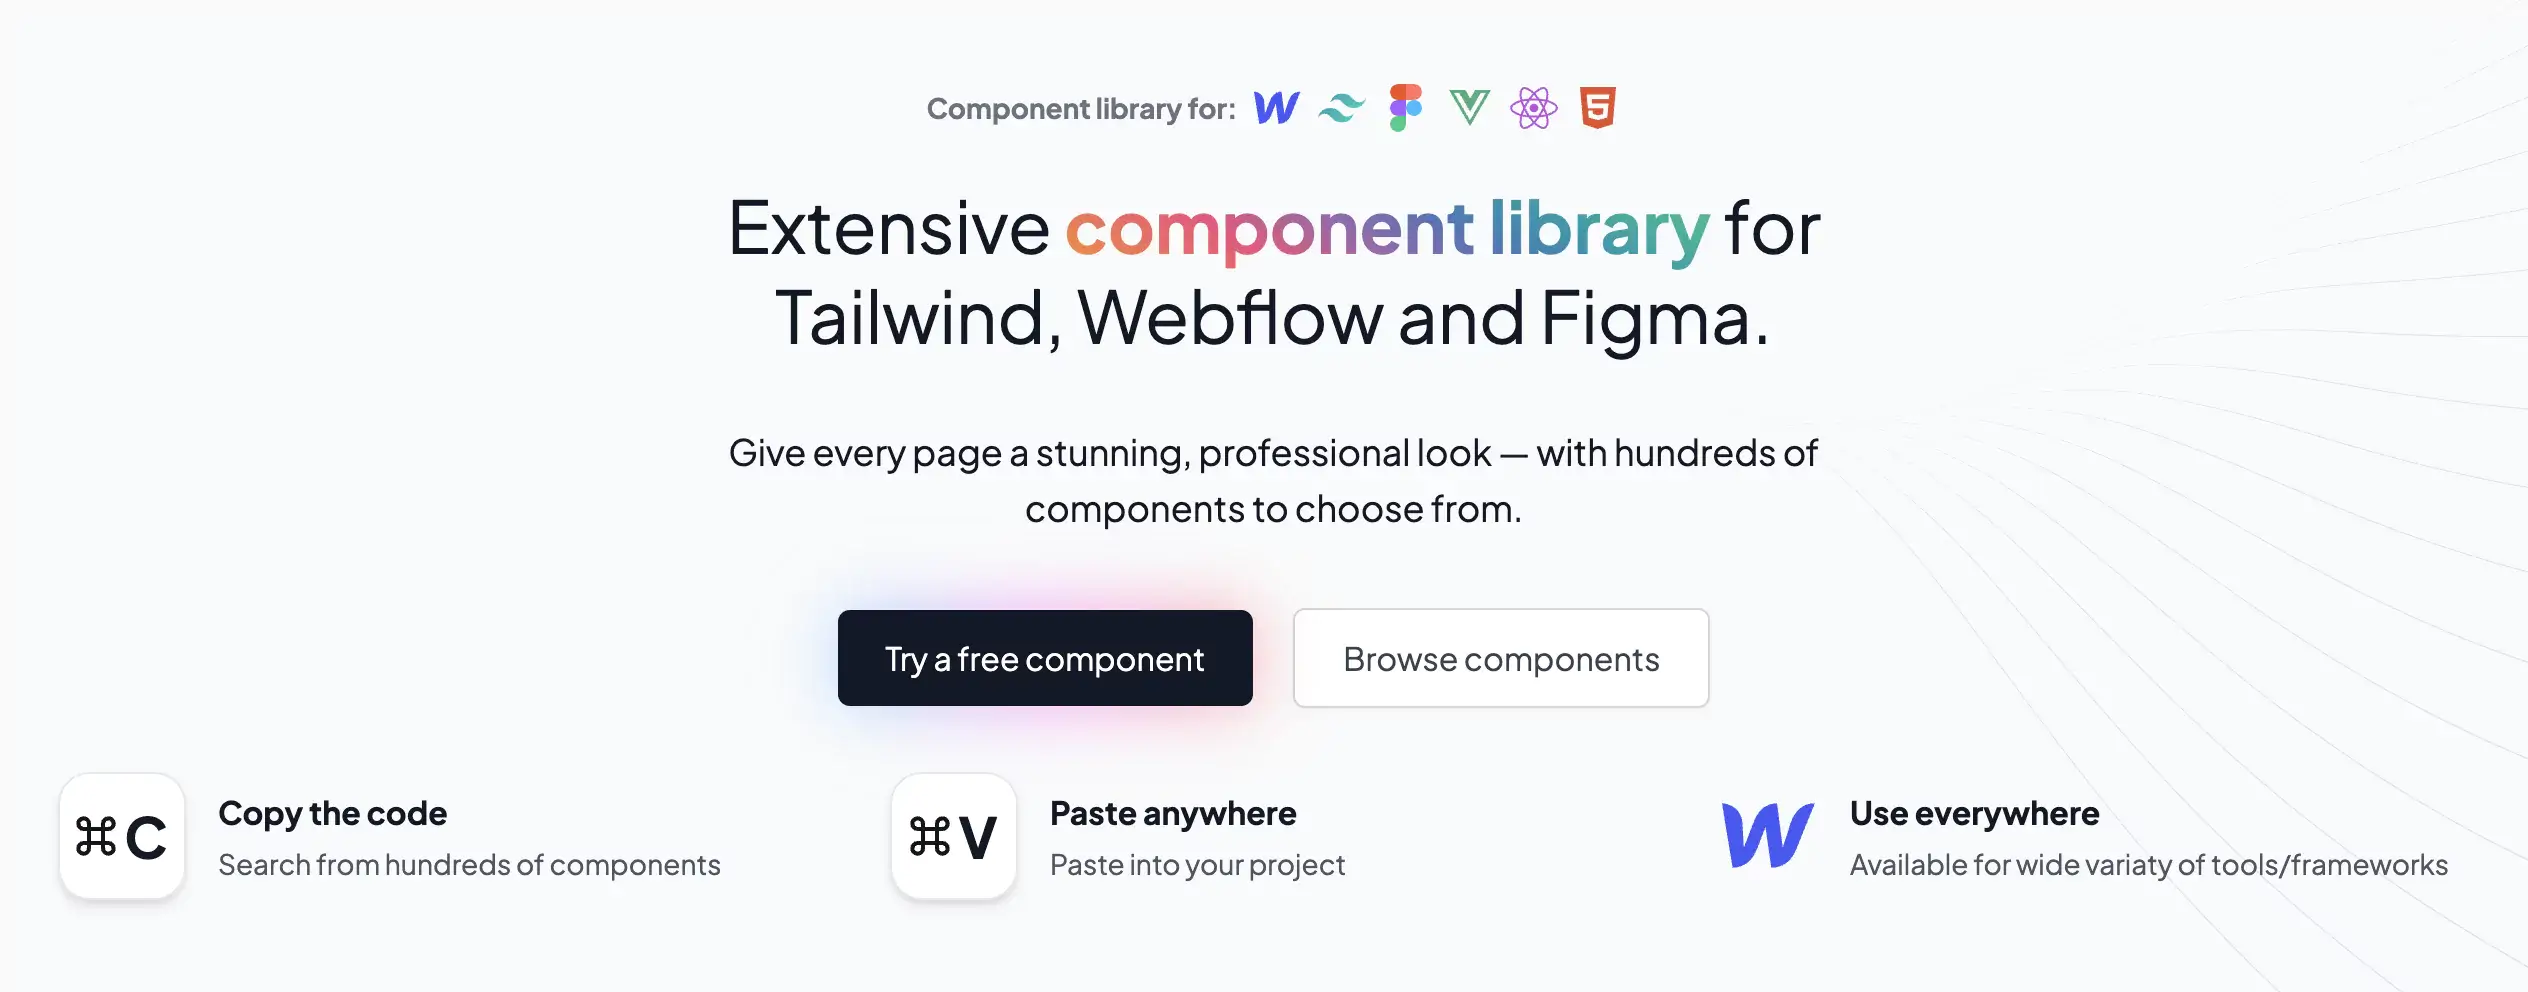 Component library for:
Extensive component library for
Tailwind, Webflow and Figma.
Give every page a stunning, professional look — with hundreds of
components to choose from.
Try a free component
Browse components
⌘C
Copy the code
Search from hundreds of components
⌘V
Paste anywhere
Paste into your project
Use everywhere
Available for wide variaty of tools/frameworks